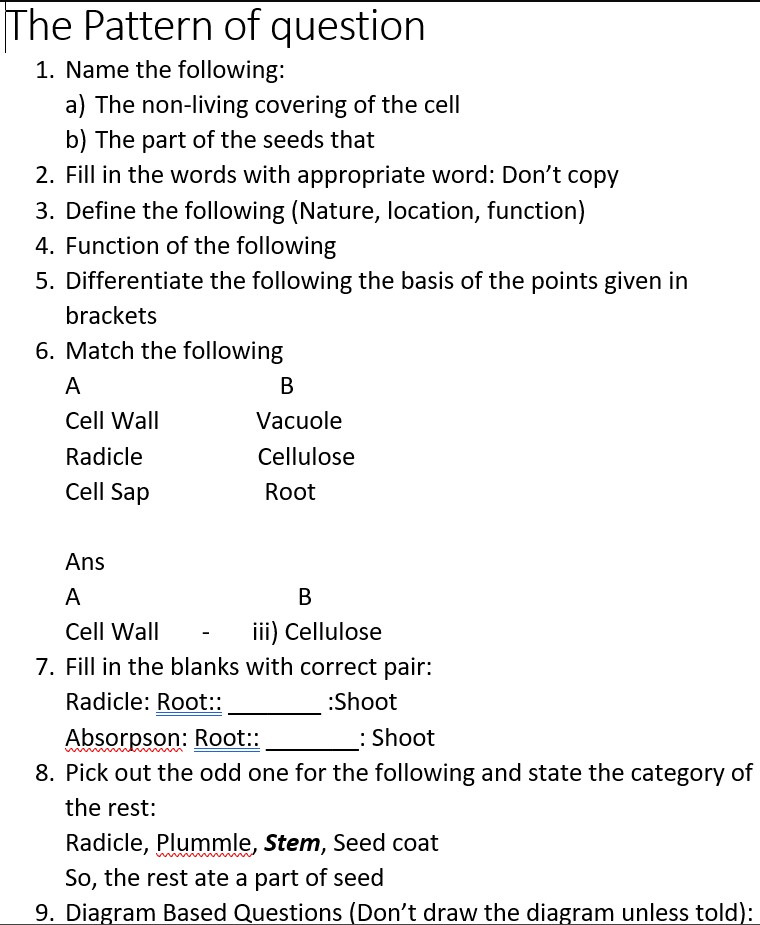 The Pattern of question
1. Name the following:
a) The non-living covering of the cell
b) The part of the seeds that
2. Fill in the words with appropriate word: Don’t copy
3. Define the following (Nature, location, function)
4. Function of the following
5. Differentiate the following the basis of the points given in
brackets
6. Match the following
A B
Cell Wall Vacuole
Radicle Cellulose
Cell Sap Root
Ans
A B
Cell Wall - iii) Cellulose
7. Fill in the blanks with correct pair:
Radicle: Root:: _______ :Shoot
Absorpson: Root:: _______: Shoot
8. Pick out the odd one for the following and state the category of
the rest:
Radicle, Plummle, Stem, Seed coat
So, the rest ate a part of seed
9. Diagram Based Questions (Don’t draw the diagram unless told):